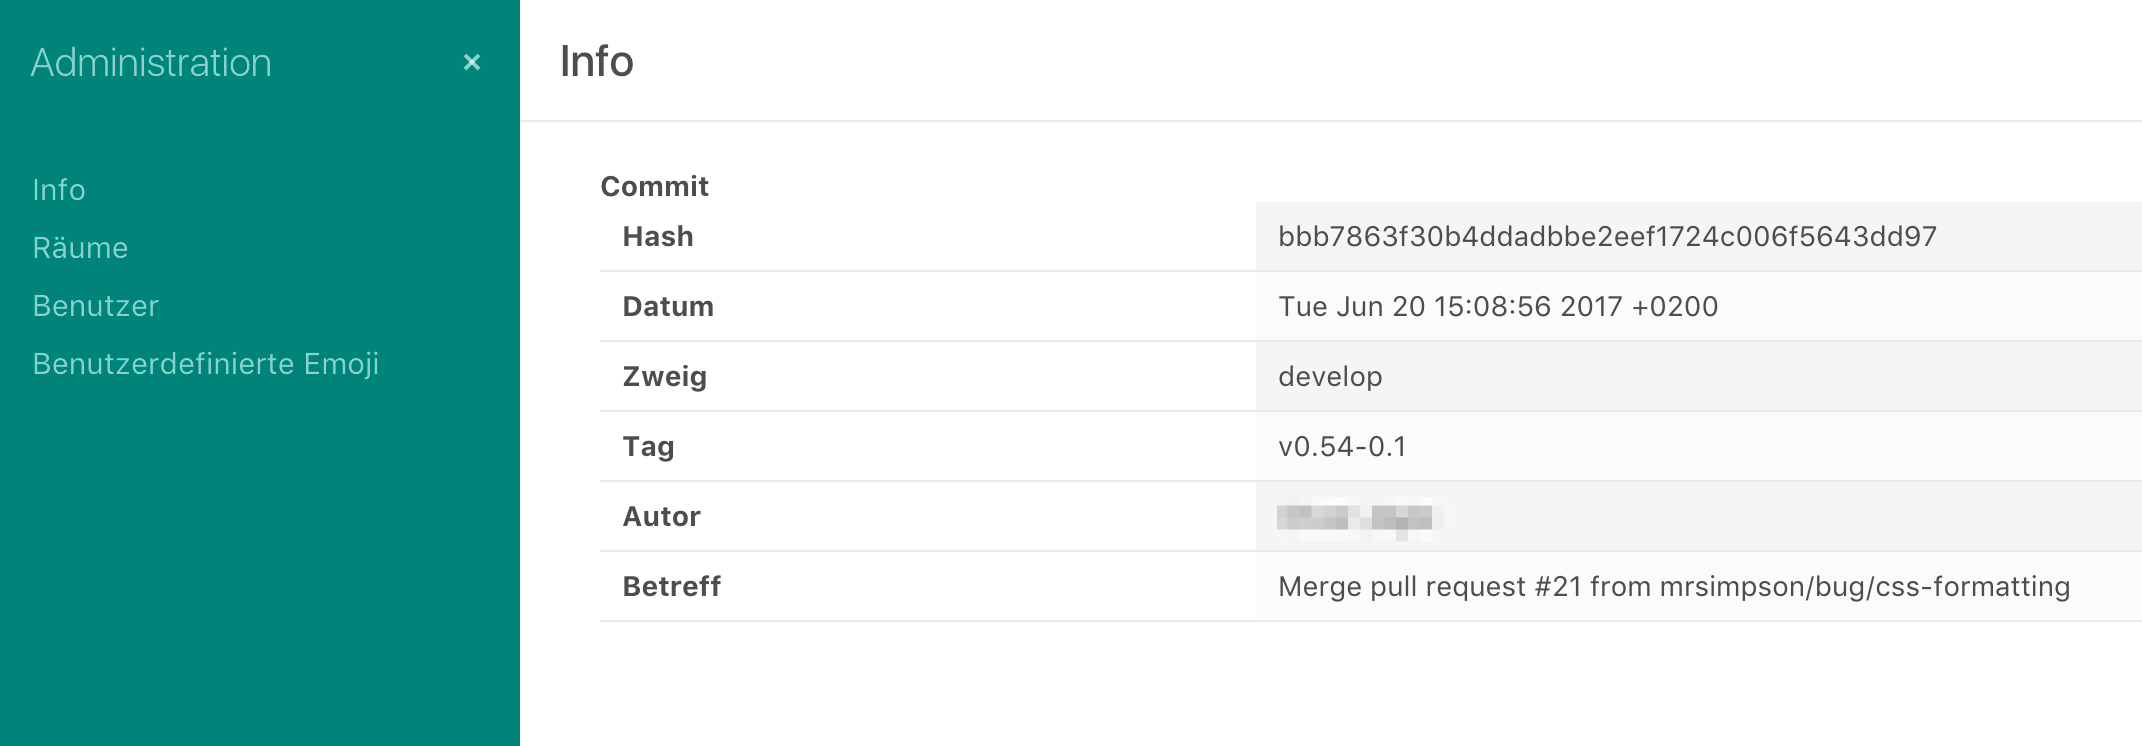 Administration
Info
Räume
Benutzer
Benutzerdefinierte Emoji
Info
Commit
Hash bbb7863f30b4ddadbbe2eef1724c006f5643dd97
Datum Tue Jun 20 15:08:56 2017 +0200
Zweig develop
Tag v0.54-0.1
Autor
Betreff Merge pull request #21 from mrsimpson/bug/css-formatting